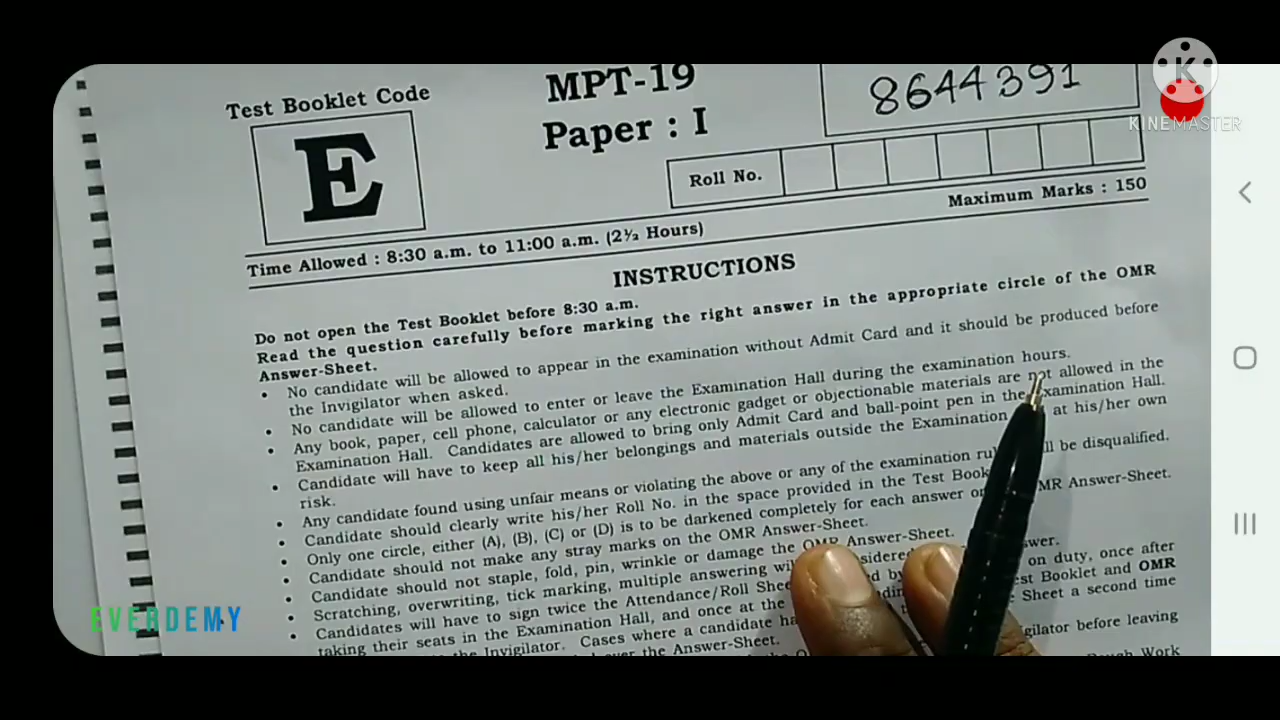 Test Booklet Code
E
MPT-19
Paper : I
8644391
Roll No.
Maximum Marks : 150
Time Allowed : 8:30 a.m. to 11:00 a.m. (2½ Hours)
INSTRUCTIONS
Do not open the Test Booklet before 8:30 a.m.
Read the question carefully before marking the right answer in the appropriate circle of the OMR
Answer-Sheet.
• No candidate will be allowed to appear in the examination without Admit Card and it should be produced before
the Invigilator when asked.
• No candidate will be allowed to enter or leave the Examination Hall during the examination hours.
• Any book, paper, cell phone, calculator or any electronic gadget or objectionable materials are not allowed in the
Examination Hall. Candidates are allowed to bring only Admit Card and ball-point pen in the Examination Hall.
• Candidate will have to keep all his/her belongings and materials outside the Examination at his/her own
risk.
• Any candidate found using unfair means or violating the above or any of the examination be disqualified.
• Candidate should clearly write his/her Roll No. in the space provided in the Test
• Only one circle, either (A), (B), (C) or (D) is to be darkened completely for each answer Answer-Sheet.
• Candidate should not make any stray marks on the OMR Answer-Sheet.
• Candidate should not staple, fold, pin, wrinkle or damage the OMR Answer-Sheet.
• Scratching, overwriting, tick marking, multiple answering
• Candidates will have to sign twice the Attendance/Roll on duty, once after
taking their seats in the Examination Hall, and once at the Booklet and OMR
the Invigilator. Cases where a candidate Sheet a second time
the Answer-Sheet.
before leaving
Work
KINEMASTER
K
EVERDEMY